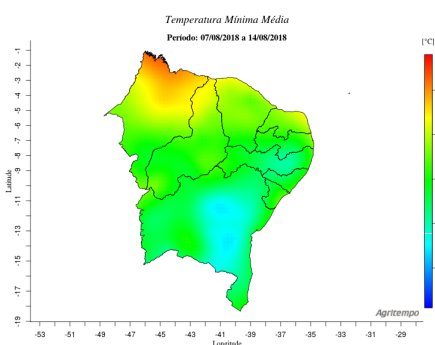 Temperatura Mínima Média
Período: 07/08/2018 a 14/08/2018
[°C]
-1
-3
-4
-6
-7
-8
-9
-11
-13
-15
-17
-19
Latitude
Agritempo
-53 -51 -49 -47 -45 -43 -41 -39 -37 -35 -33 -31 -29
Longitude